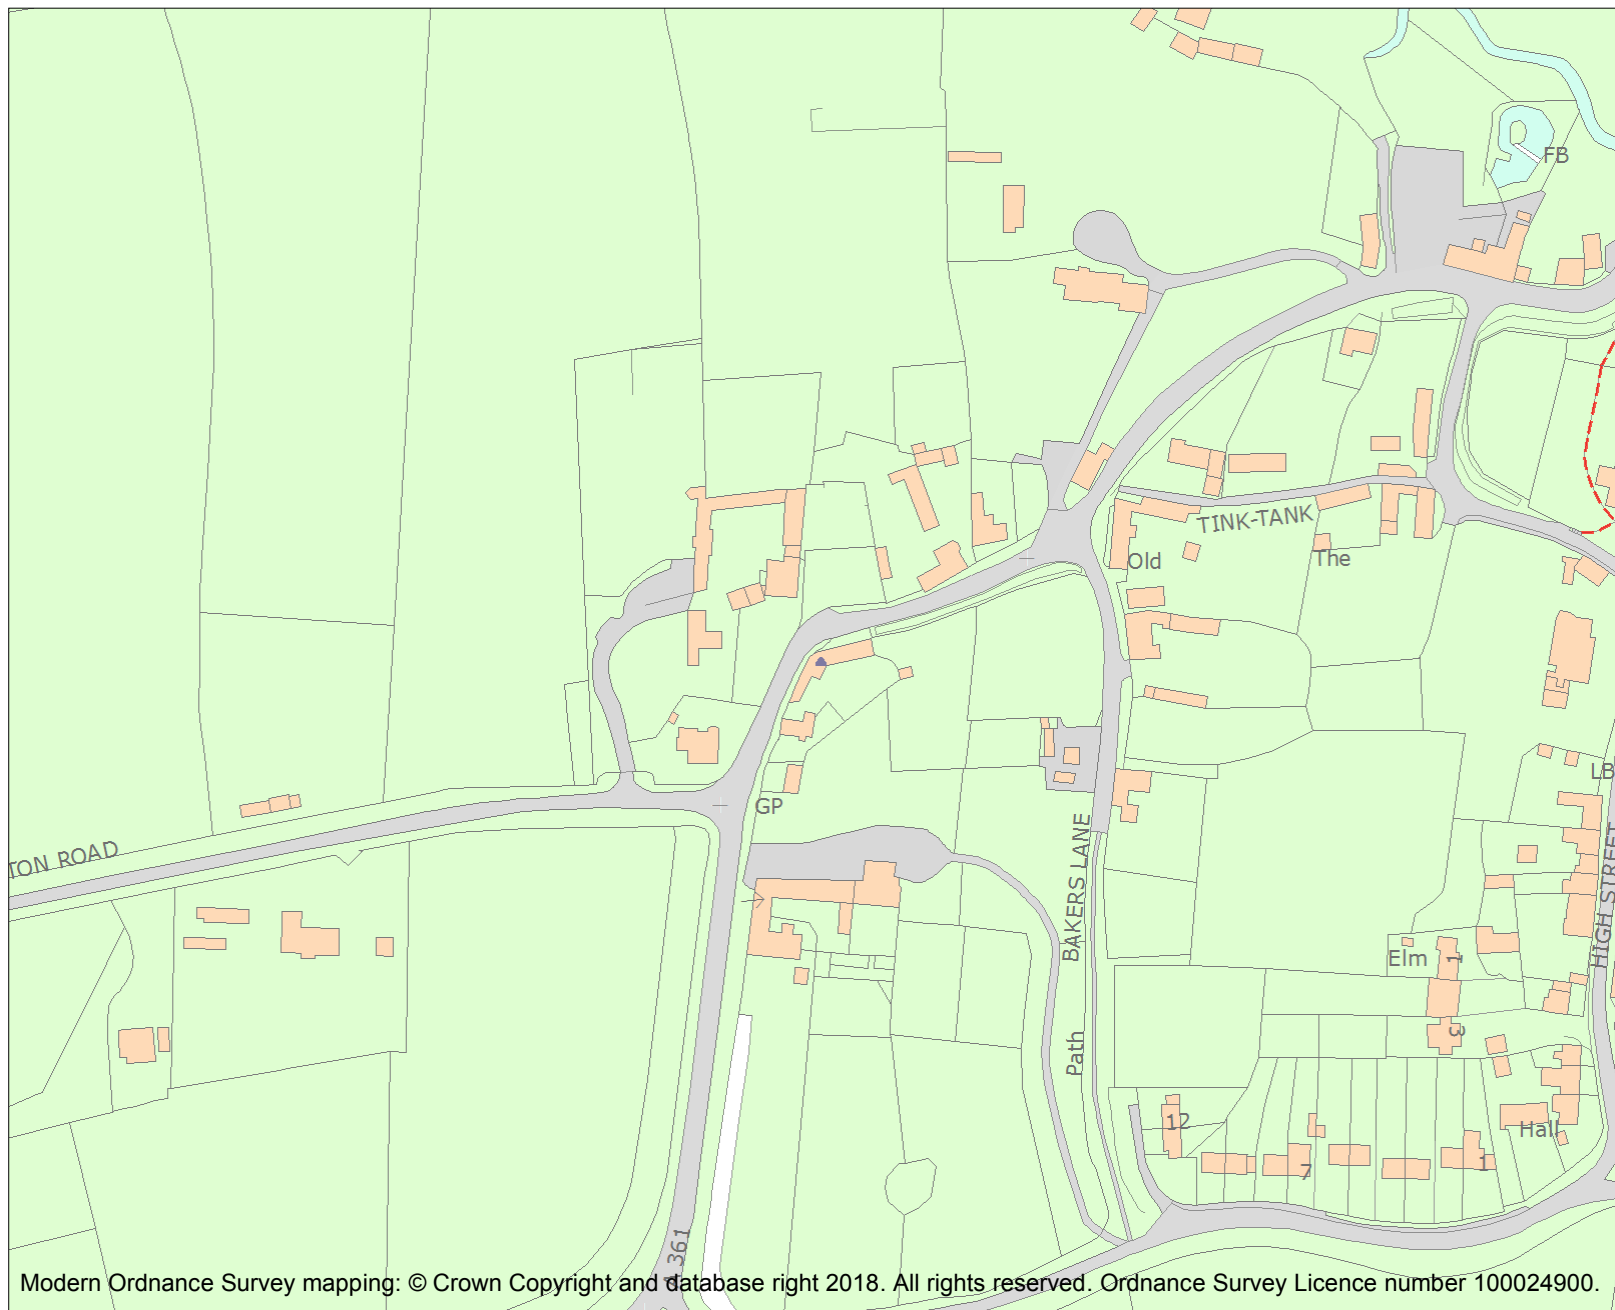 FB
TINK-TANK
Old
The
LB
GP
TON ROAD
BAKERS LANE
HIGH STREET
Elm
1
3
Path
12
Hall
7
1
A 361
Modern Ordnance Survey mapping: © Crown Copyright and database right 2018. All rights reserved. Ordnance Survey Licence number 100024900.